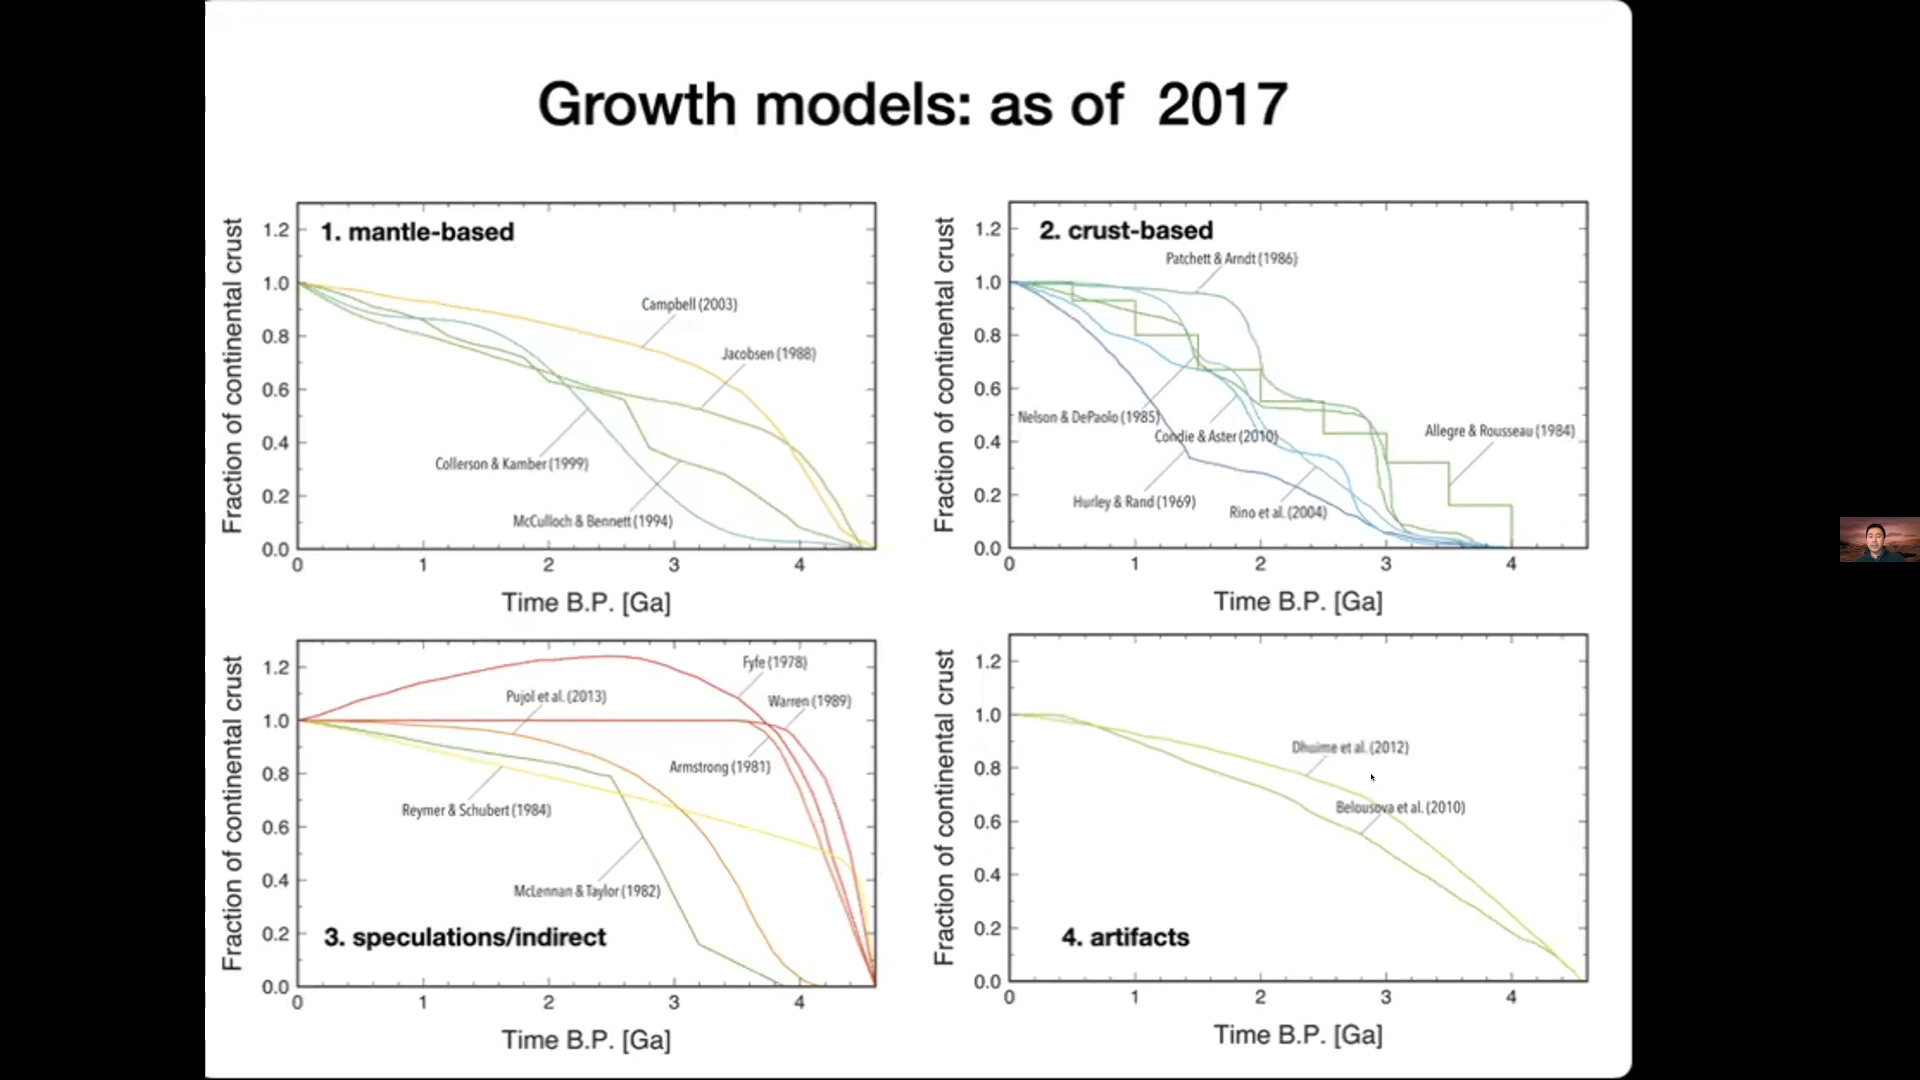 Growth models: as of 2017
1. mantle-based
Fraction of continental crust
1.2
1.0
0.8
0.6
0.4
0.2
0.0
Campbell (2003)
Jacobsen (1988)
Collerson & Kamber (1999)
McCulloch & Bennett (1994)
0 1 2 3 4
Time B.P. [Ga]
2. crust-based
Fraction of continental crust
1.2
1.0
0.8
0.6
0.4
0.2
0.0
Patchett & Arndt (1986)
Nelson & DePaolo (1985)
Condie & Aster (2010)
Allegre & Rousseau (1984)
Hurley & Rand (1969)
Rino et al. (2004)
0 1 2 3 4
Time B.P. [Ga]
3. speculations/indirect
Fraction of continental crust
1.2
1.0
0.8
0.6
0.4
0.2
0.0
Fyfe (1978)
Pujol et al. (2013)
Warren (1989)
Armstrong (1981)
Reymer & Schubert (1984)
McLennan & Taylor (1982)
0 1 2 3 4
Time B.P. [Ga]
4. artifacts
Fraction of continental crust
1.2
1.0
0.8
0.6
0.4
0.2
0.0
Dhuime et al. (2012)
Belousova et al. (2010)
0 1 2 3 4
Time B.P. [Ga]